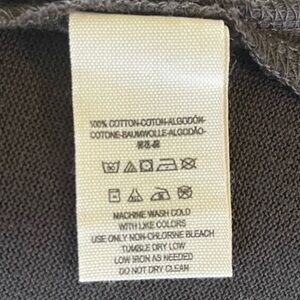 100% COTTON-COTON-ALGODÓN-
COTONE-BAUMWOLLE-ALGODÃO-
MACHINE WASH COLD
WITH LIKE COLORS
USE ONLY NON-CHLORINE BLEACH
TUMBLE DRY LOW
LOW IRON AS NEEDED
DO NOT DRY CLEAN